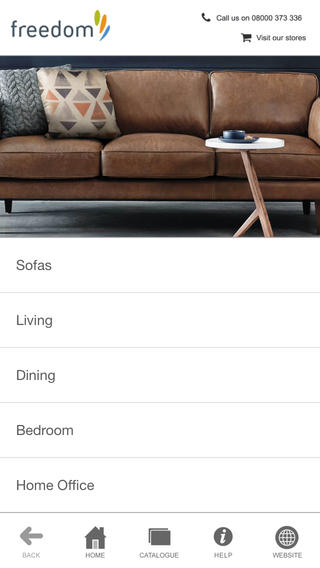 freedom
Call us on 08000 373 336
Visit our stores
Sofas
Living
Dining
Bedroom
Home Office
BACK
HOME
CATALOGUE
HELP
WEBSITE